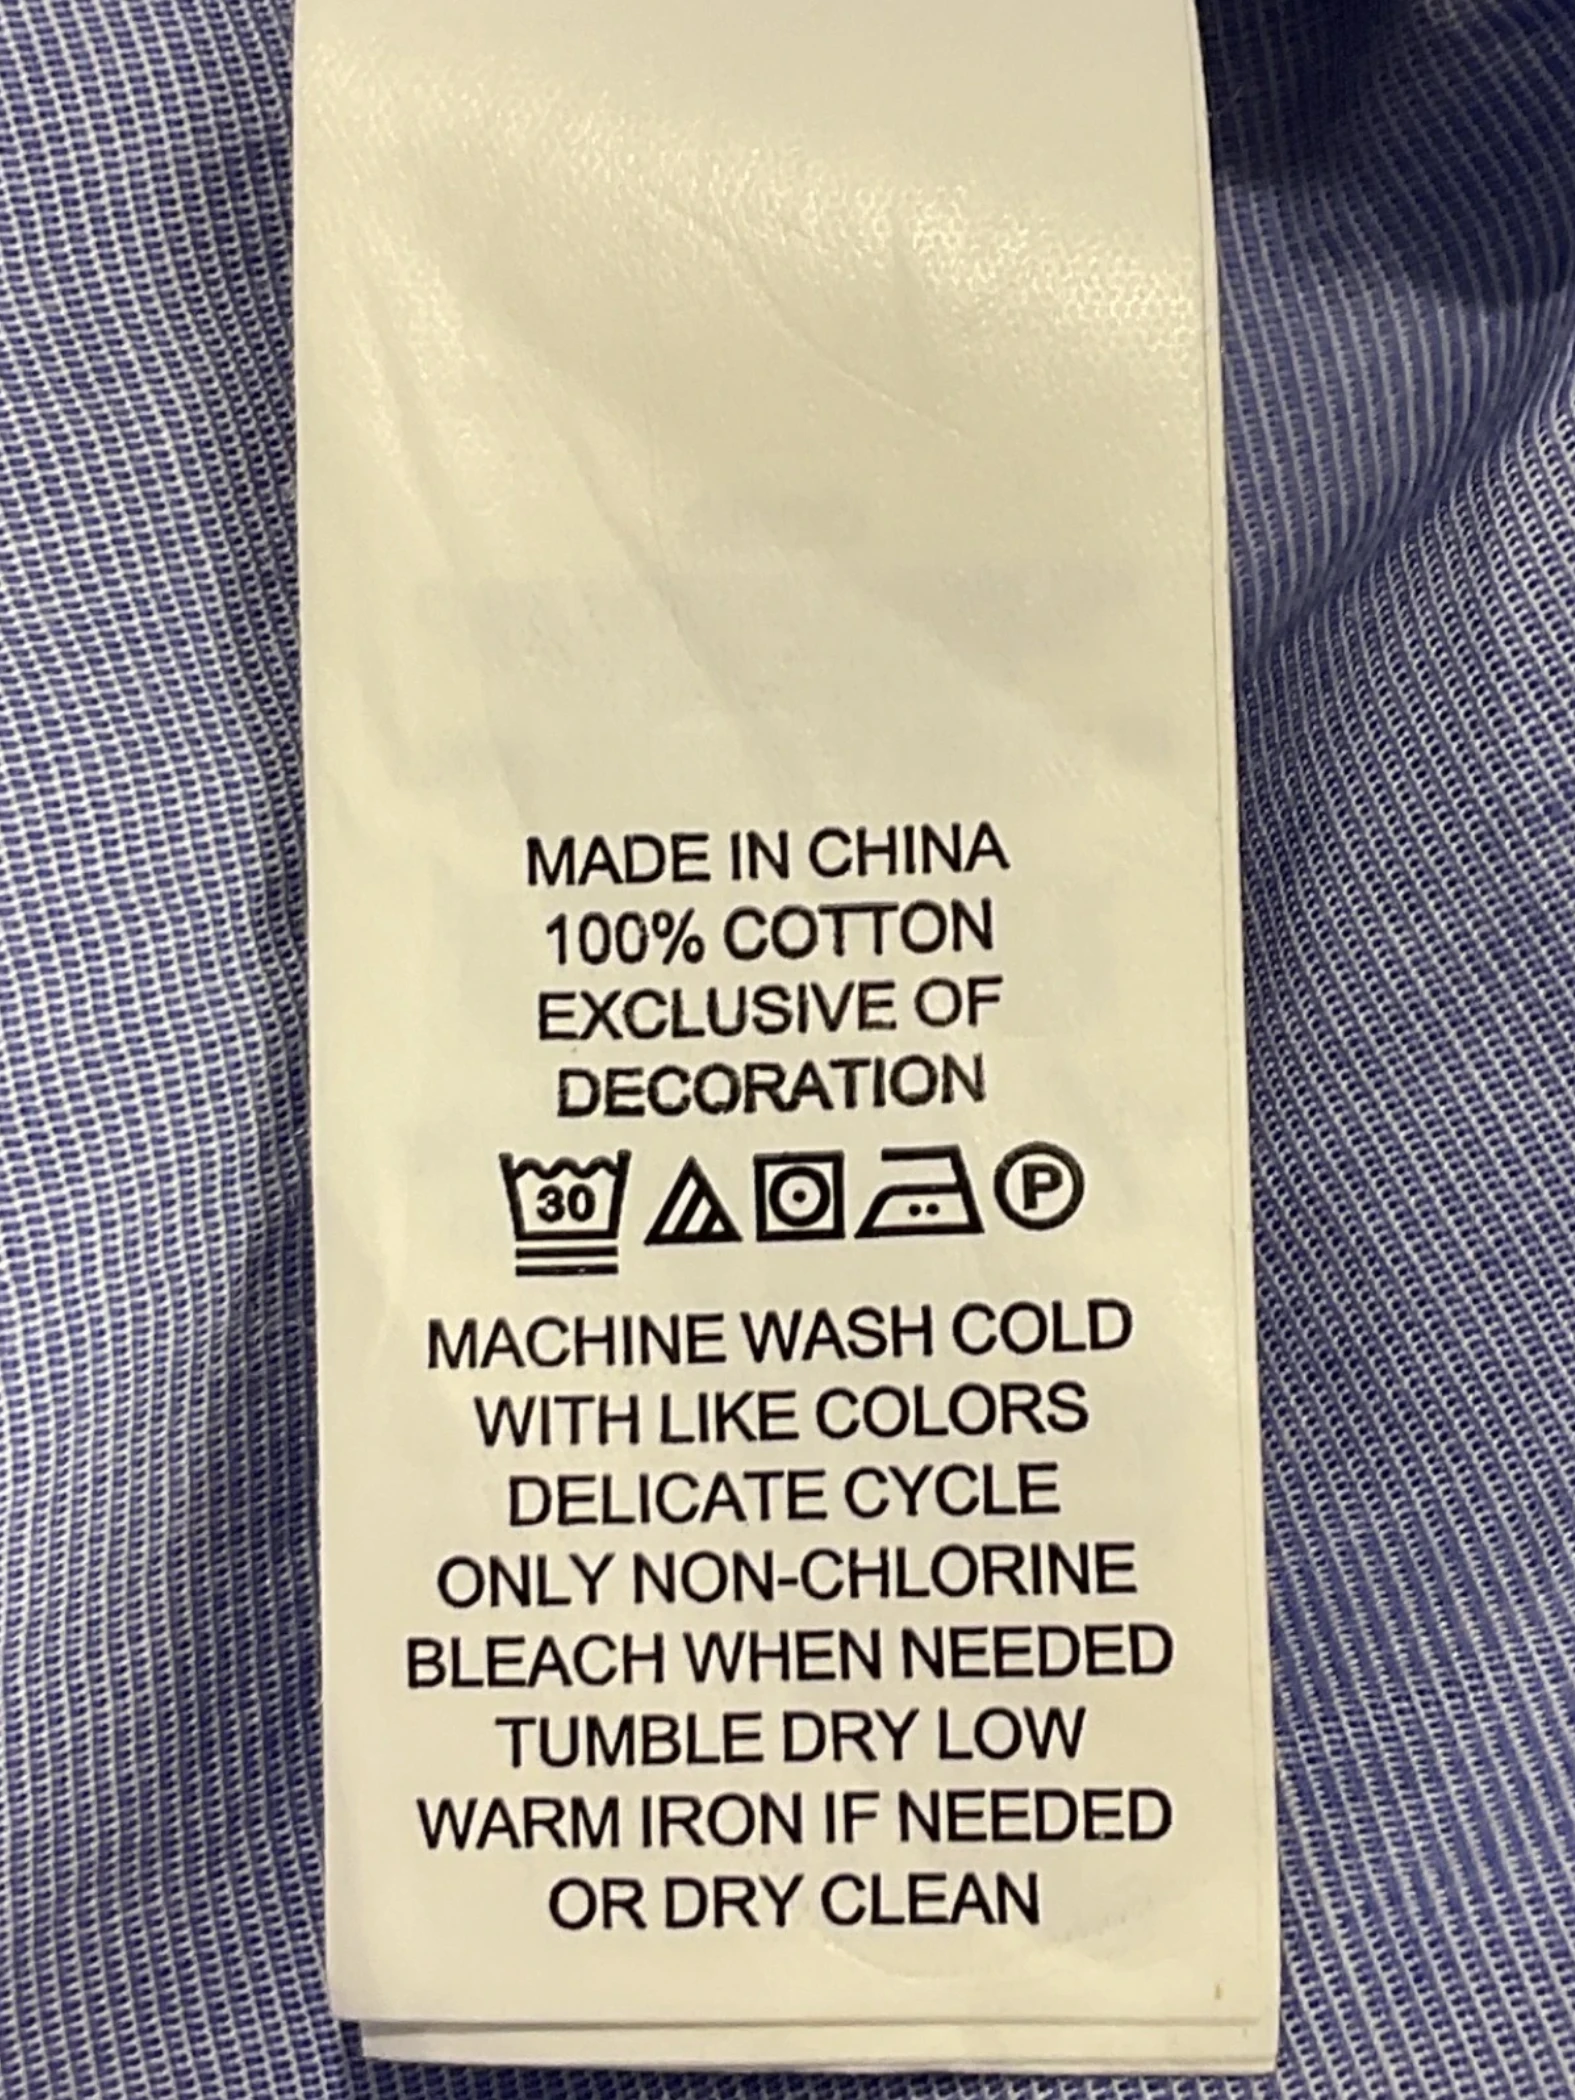 MADE IN CHINA
100% COTTON
EXCLUSIVE OF
DECORATION
30 P
MACHINE WASH COLD
WITH LIKE COLORS
DELICATE CYCLE
ONLY NON-CHLORINE
BLEACH WHEN NEEDED
TUMBLE DRY LOW
WARM IRON IF NEEDED
OR DRY CLEAN